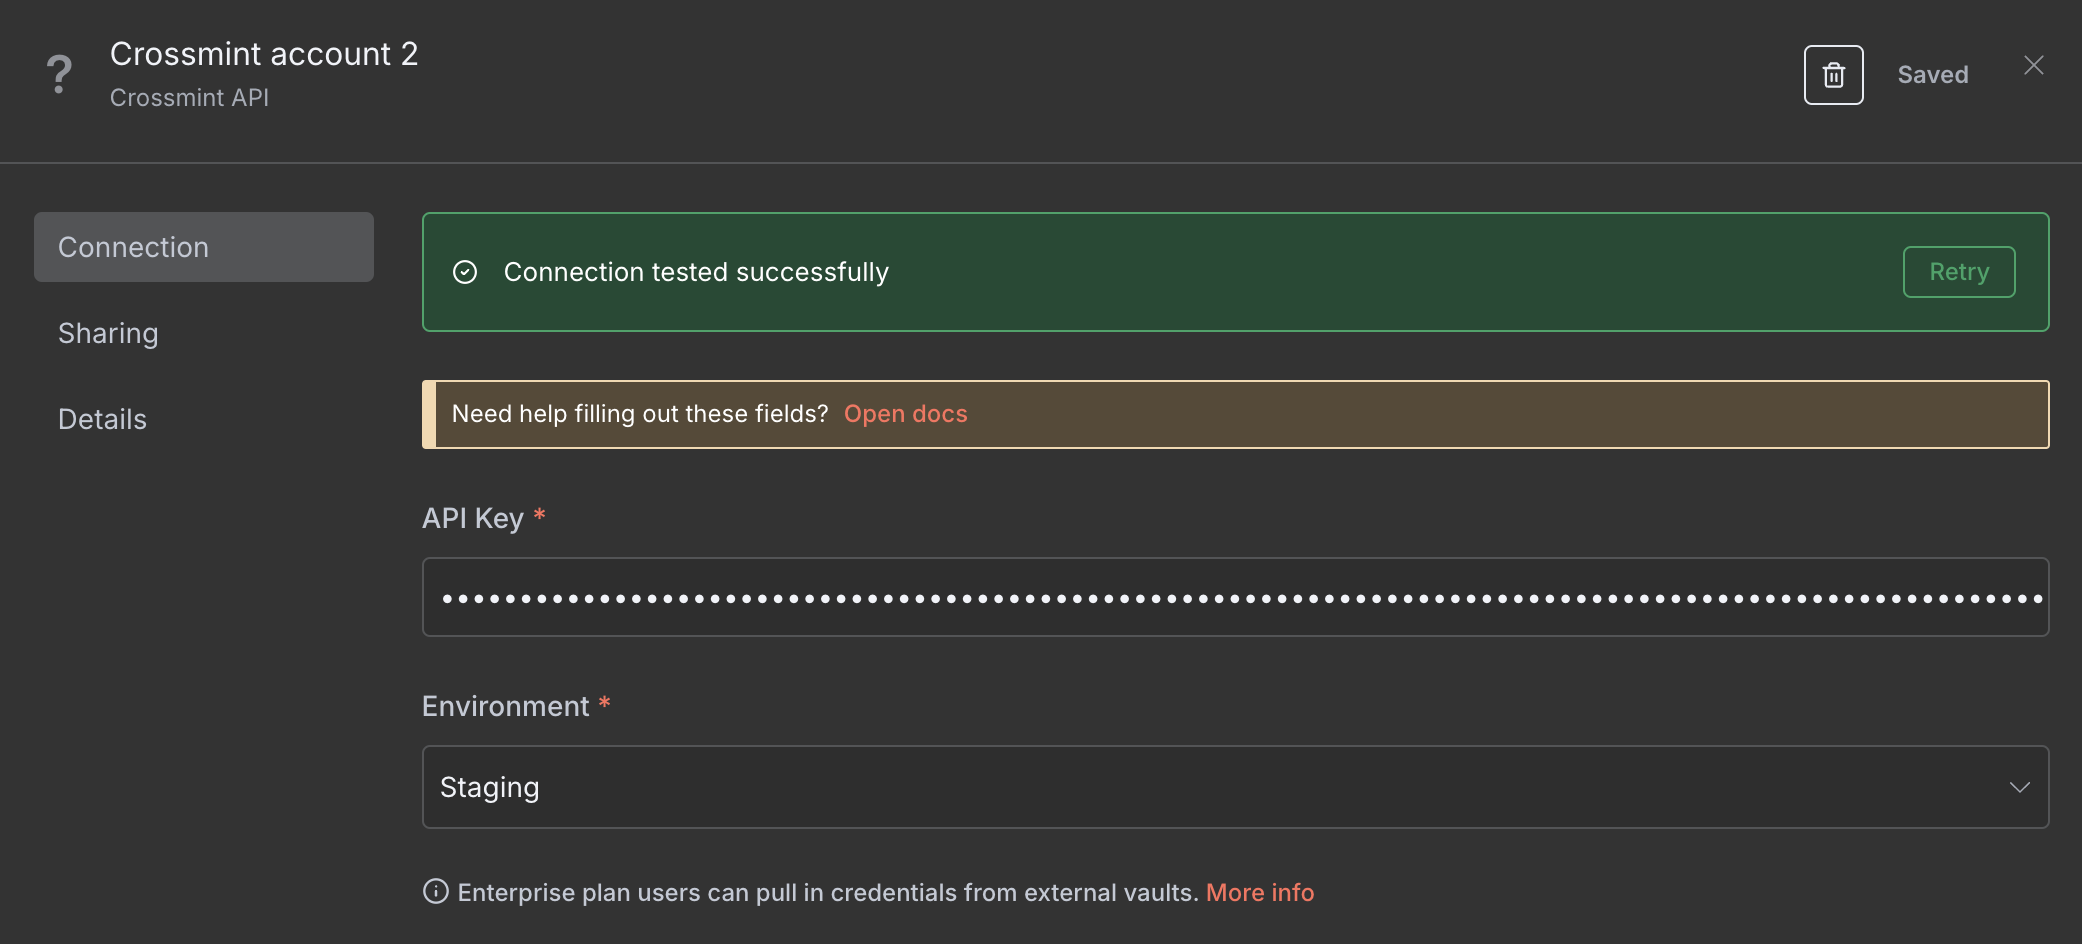 Crossmint account 2
Crossmint API
Saved
Connection
Sharing
Details
Connection tested successfully
Retry
Need help filling out these fields? Open docs
API Key *
Environment *
Staging
Enterprise plan users can pull in credentials from external vaults. More info